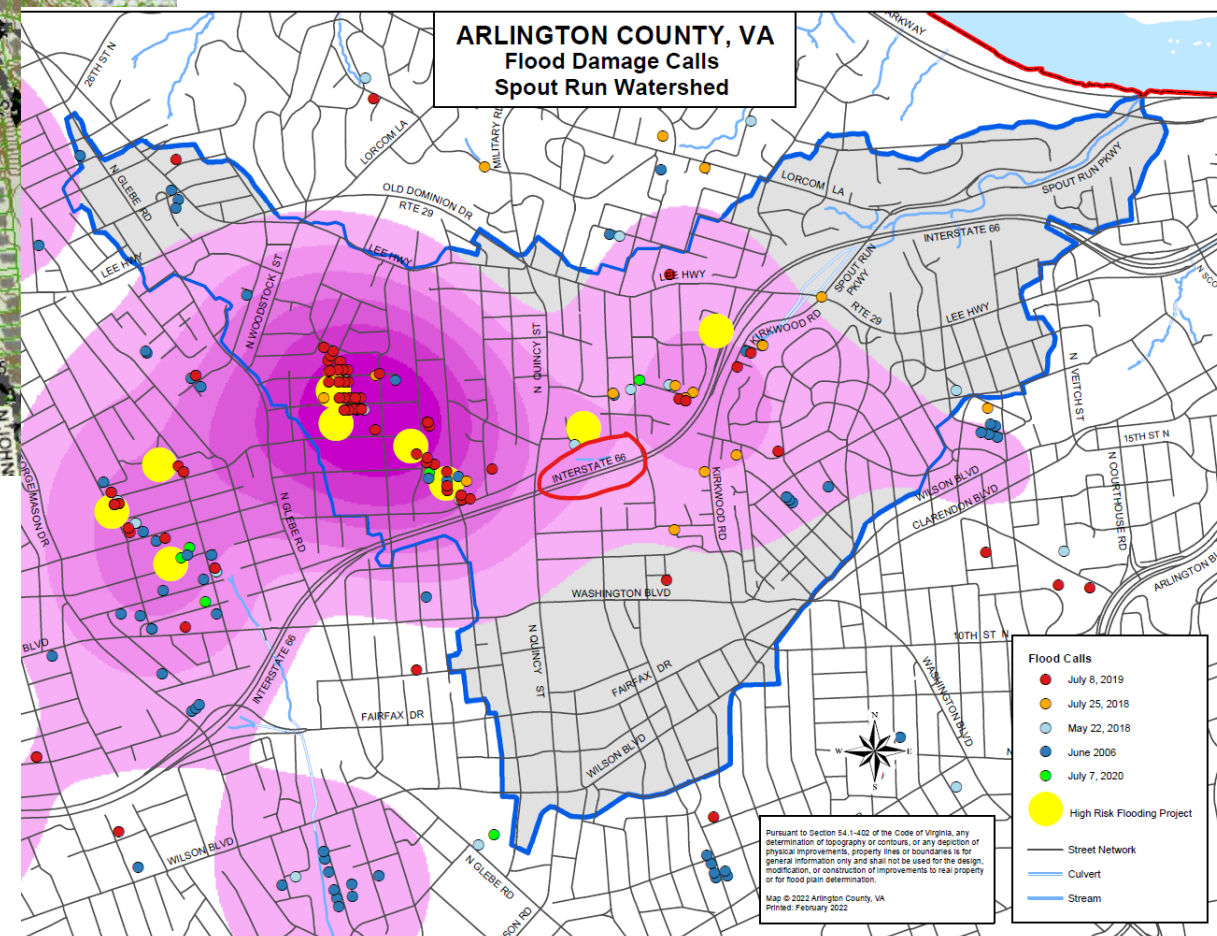 ARLINGTON COUNTY, VA
Flood Damage Calls
Spout Run Watershed
26TH ST N
LORCOM LA
MILITARY RD
N GLEBE RD
OLD DOMINION DR
RTE 29
LORCOM LA
SPOUT RUN PKWY
INTERSTATE 66
LEE HWY
LEE HWY
LEE HWY
SPOUT RUN
PKWY
N WOODSTOCK ST
RTE 29
LEE HWY
KIRKWOOD RD
N QUINCY ST
N VEITCH ST
15TH ST N
INTERSTATE 66
KIRKWOOD RD
WILSON BLVD
CLARENDON BLVD
N COURTHOUSE RD
N GLEBE RD
WASHINGTON BLVD
10TH ST N
BLVD
INTERSTATE 66
N QUINCY ST
FAIRFAX DR
FAIRFAX DR
WASHINGTON BLVD
WILSON BLVD
WILSON BLVD
N GLEBE RD
N
W
E
S
Flood Calls
July 8, 2019
July 25, 2018
May 22, 2018
June 2006
July 7, 2020
High Risk Flooding Project
Street Network
Culvert
Stream
Pursuant to Section 54.1-402 of the Code of Virginia, any
determination of topography or contours, or any depiction of
physical improvements, property lines or boundaries is for
general information only and shall not be used for the design,
modification, or construction of improvements to real property
or for flood plain determination.
Map © 2022 Arlington County, VA
Printed: February 2022